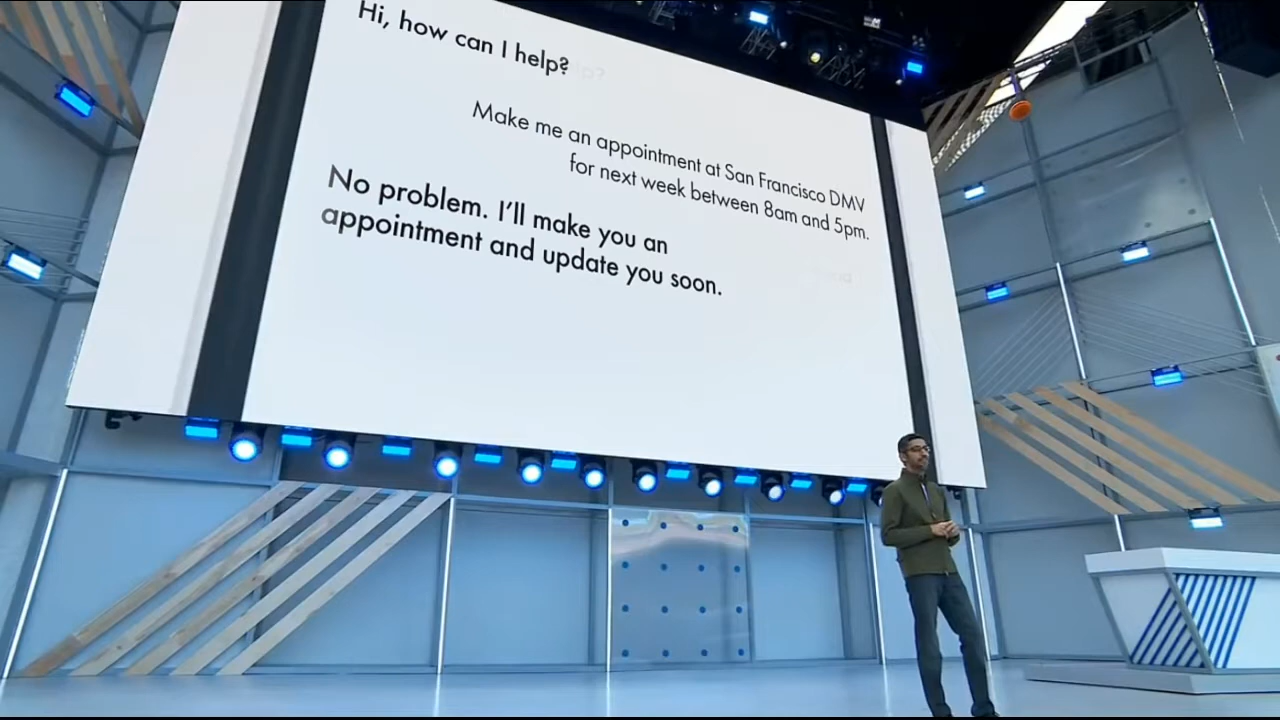 Hi, how can I help?
Make me an appointment at San Francisco DMV
for next week between 8am and 5pm.
No problem. I'll make you an
appointment and update you soon.